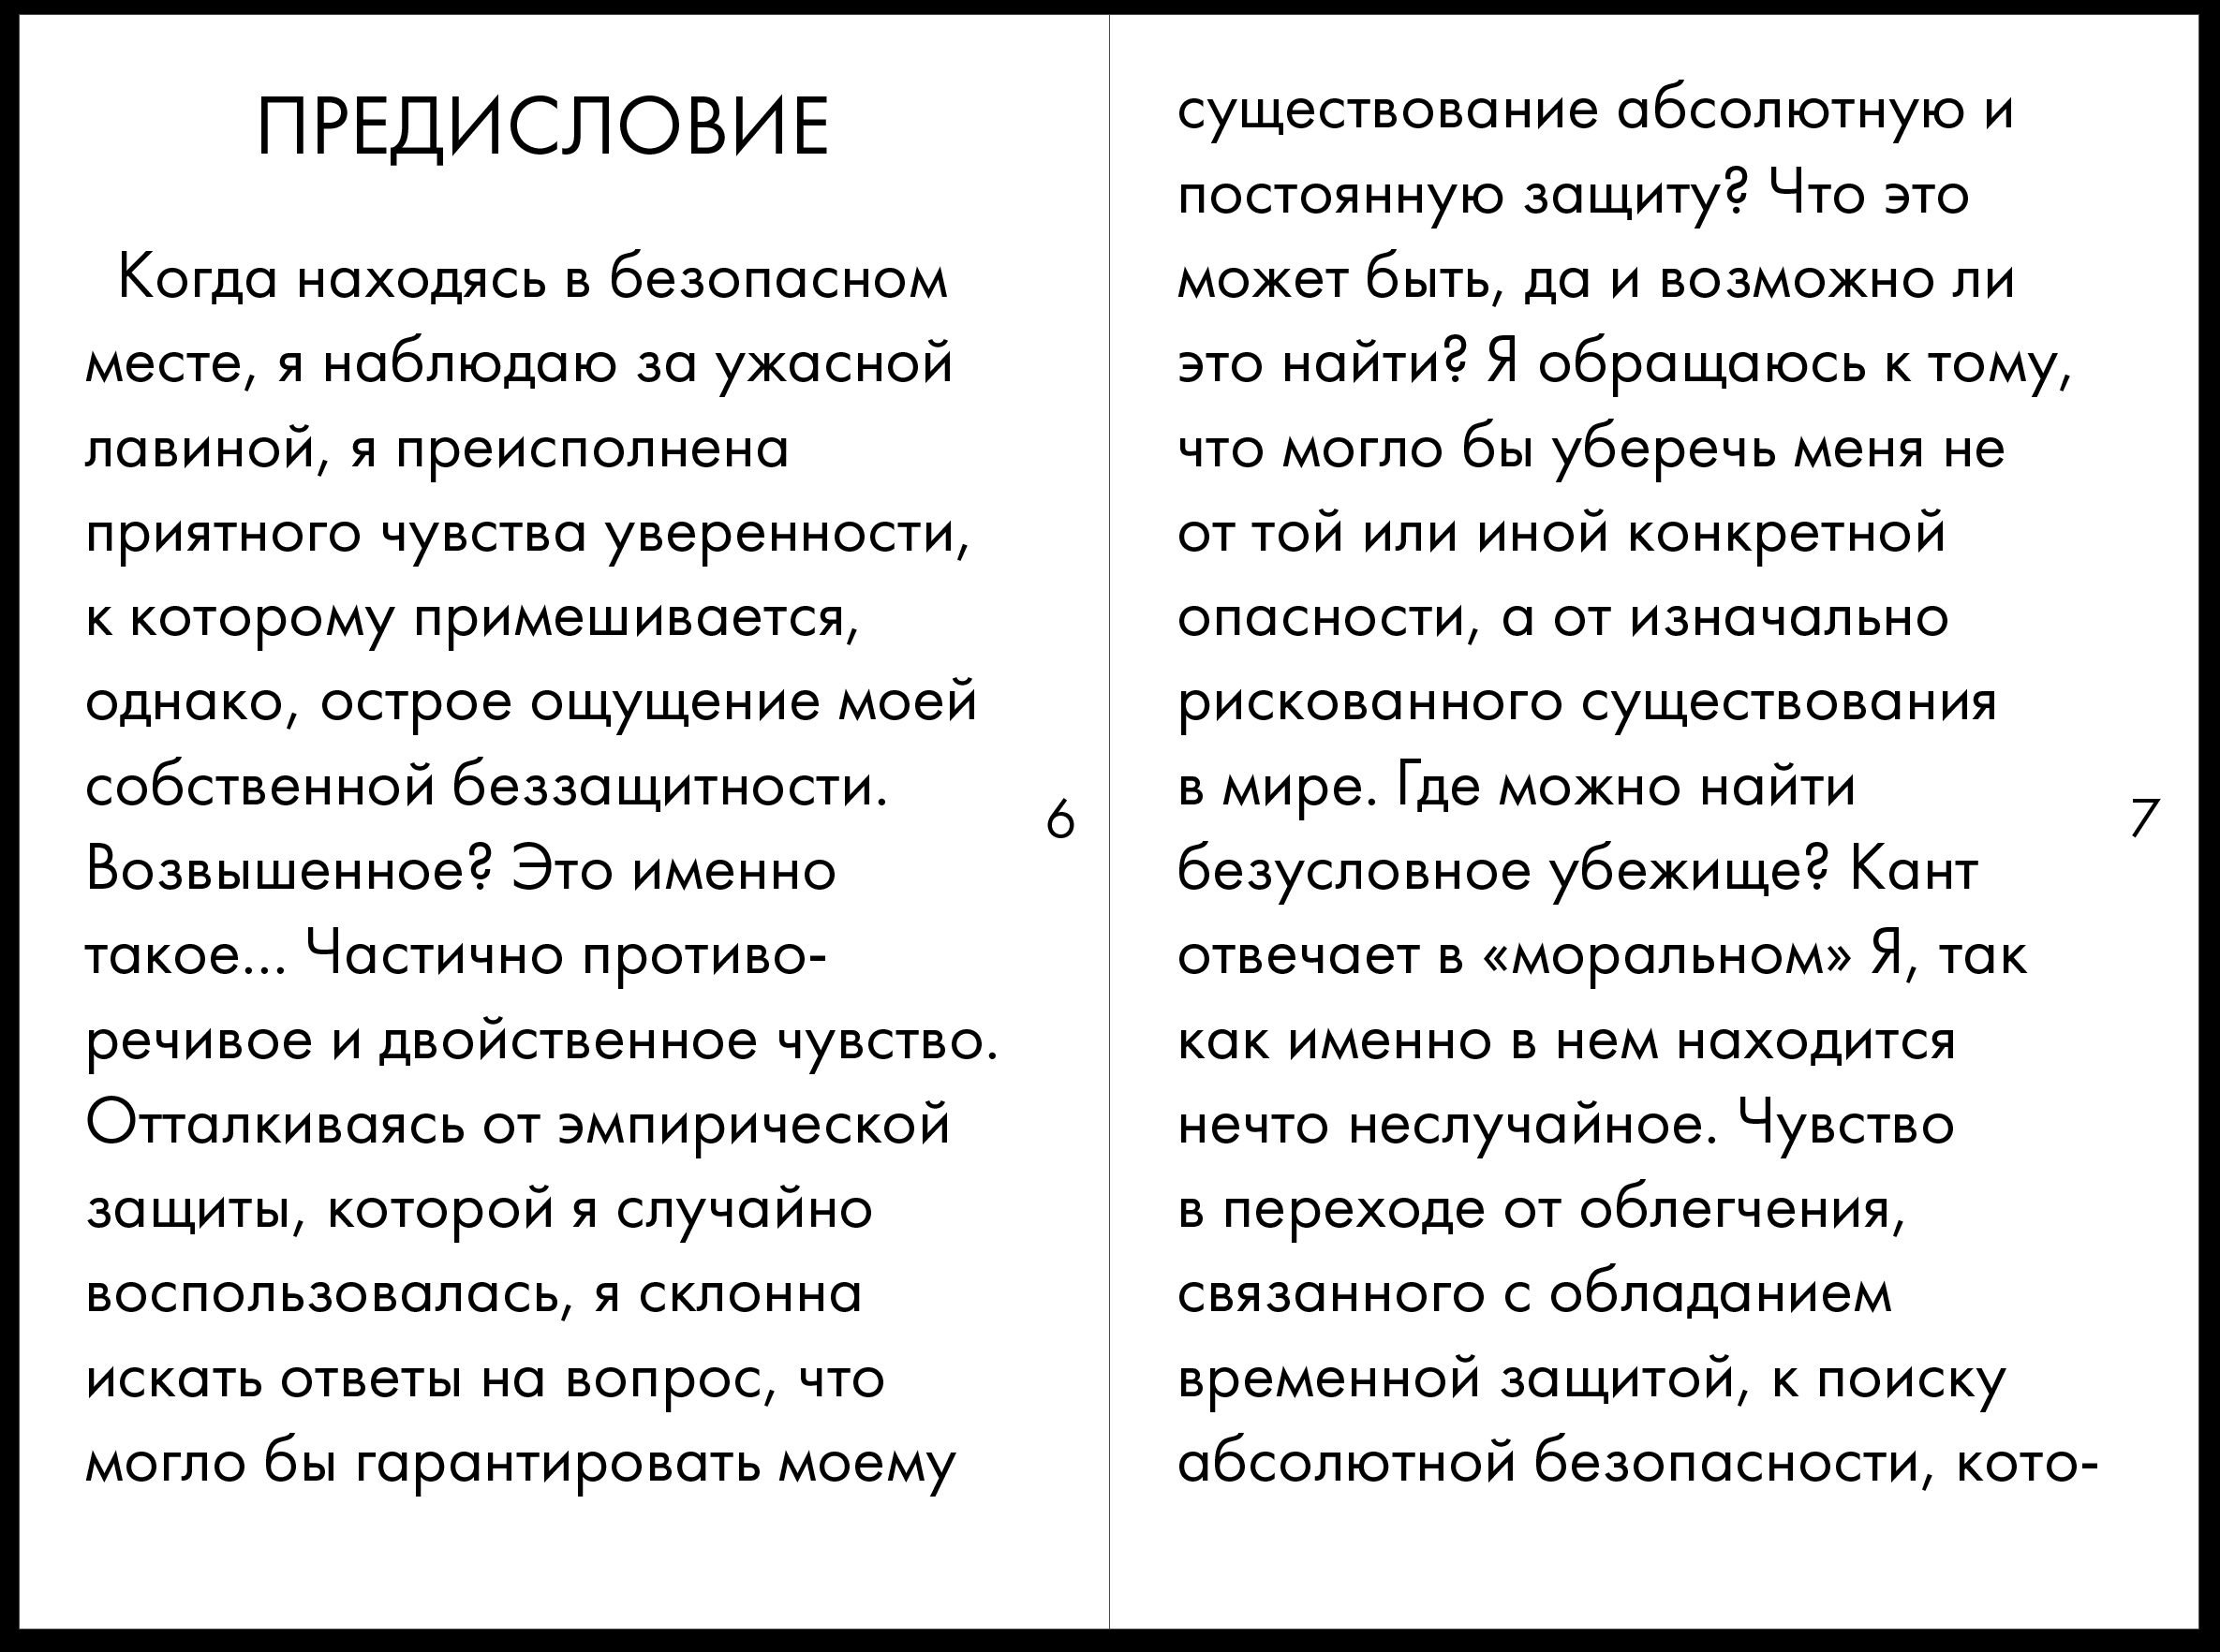 ПРЕДИСЛОВИЕ
Когда находясь в безопасном
месте, я наблюдаю за ужасной
лавиной, я преисполнена
приятного чувства уверенности,
к которому примешивается,
однако, острое ощущение моей
собственной беззащитности.
Возвышенное? Это именно
такое... Частично противо-
речивое и двойственное чувство.
Отталкиваясь от эмпирической
защиты, которой я случайно
воспользовалась, я склонна
искать ответы на вопрос, что
могло бы гарантировать моему
6
существование абсолютную и
постоянную защиту? Что это
может быть, да и возможно ли
это найти? Я обращаюсь к тому,
что могло бы уберечь меня не
от той или иной конкретной
опасности, а от изначально
рискованного существования
в мире. Где можно найти
безусловное убежище? Кант
отвечает в «моральном» Я, так
как именно в нем находится
нечто неслучайное. Чувство
в переходе от облегчения,
связанного с обладанием
временной защитой, к поиску
абсолютной безопасности, кото-
7